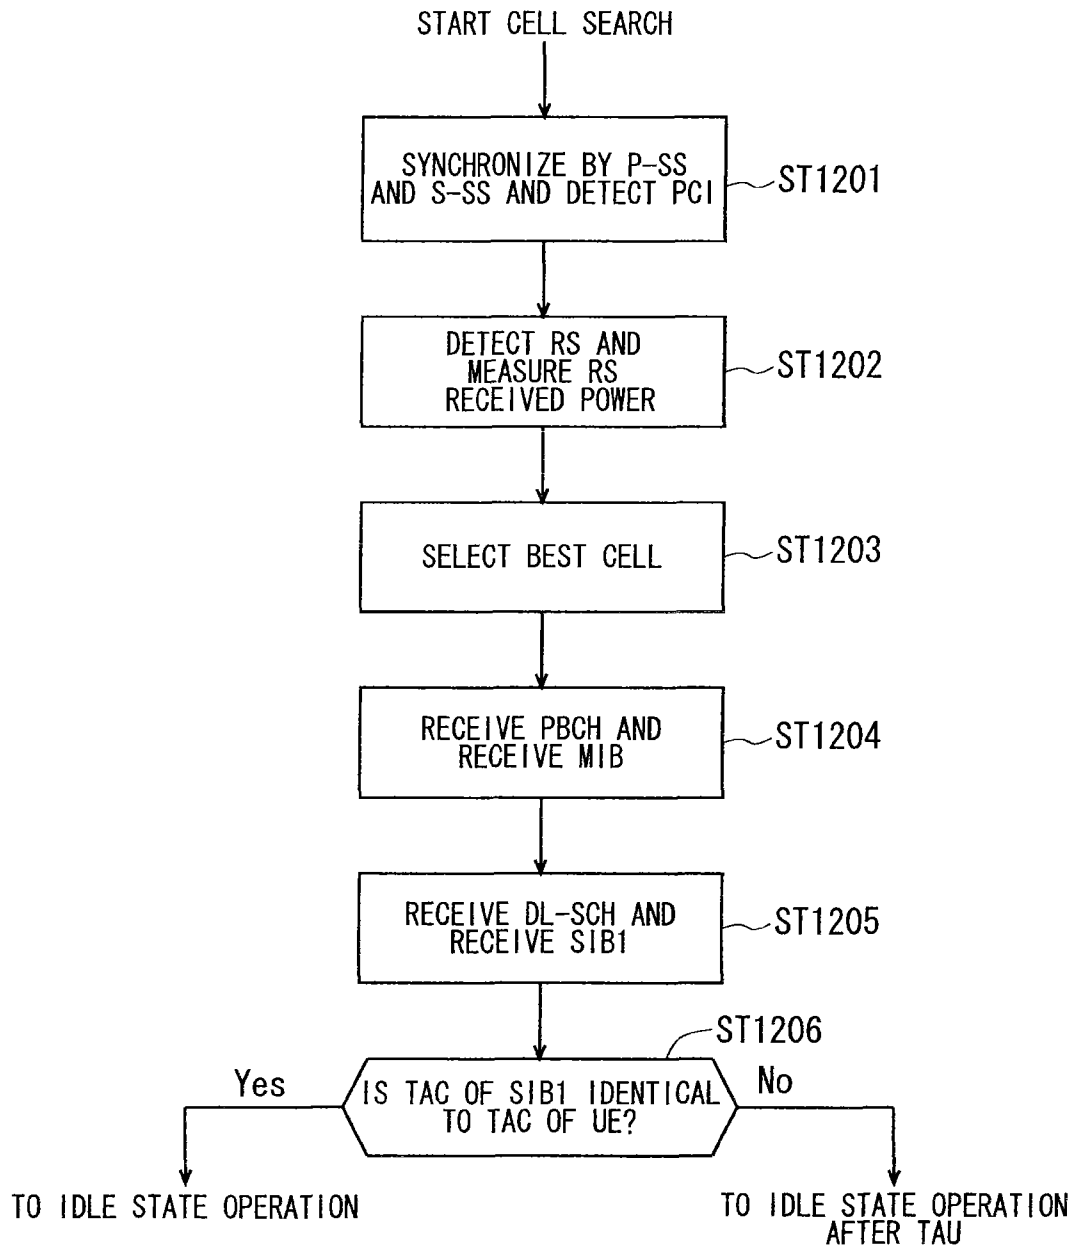 START CELL SEARCH
SYNCHRONIZE BY P-SS
AND S-SS AND DETECT PCI
ST1201
DETECT RS AND
MEASURE RS
RECEIVED POWER
ST1202
SELECT BEST CELL
ST1203
RECEIVE PBCH AND
RECEIVE MIB
ST1204
RECEIVE DL-SCH AND
RECEIVE SIB1
ST1205
ST1206
Yes
IS TAC OF SIB1 IDENTICAL
TO TAC OF UE?
No
TO IDLE STATE OPERATION
TO IDLE STATE OPERATION
AFTER TAU